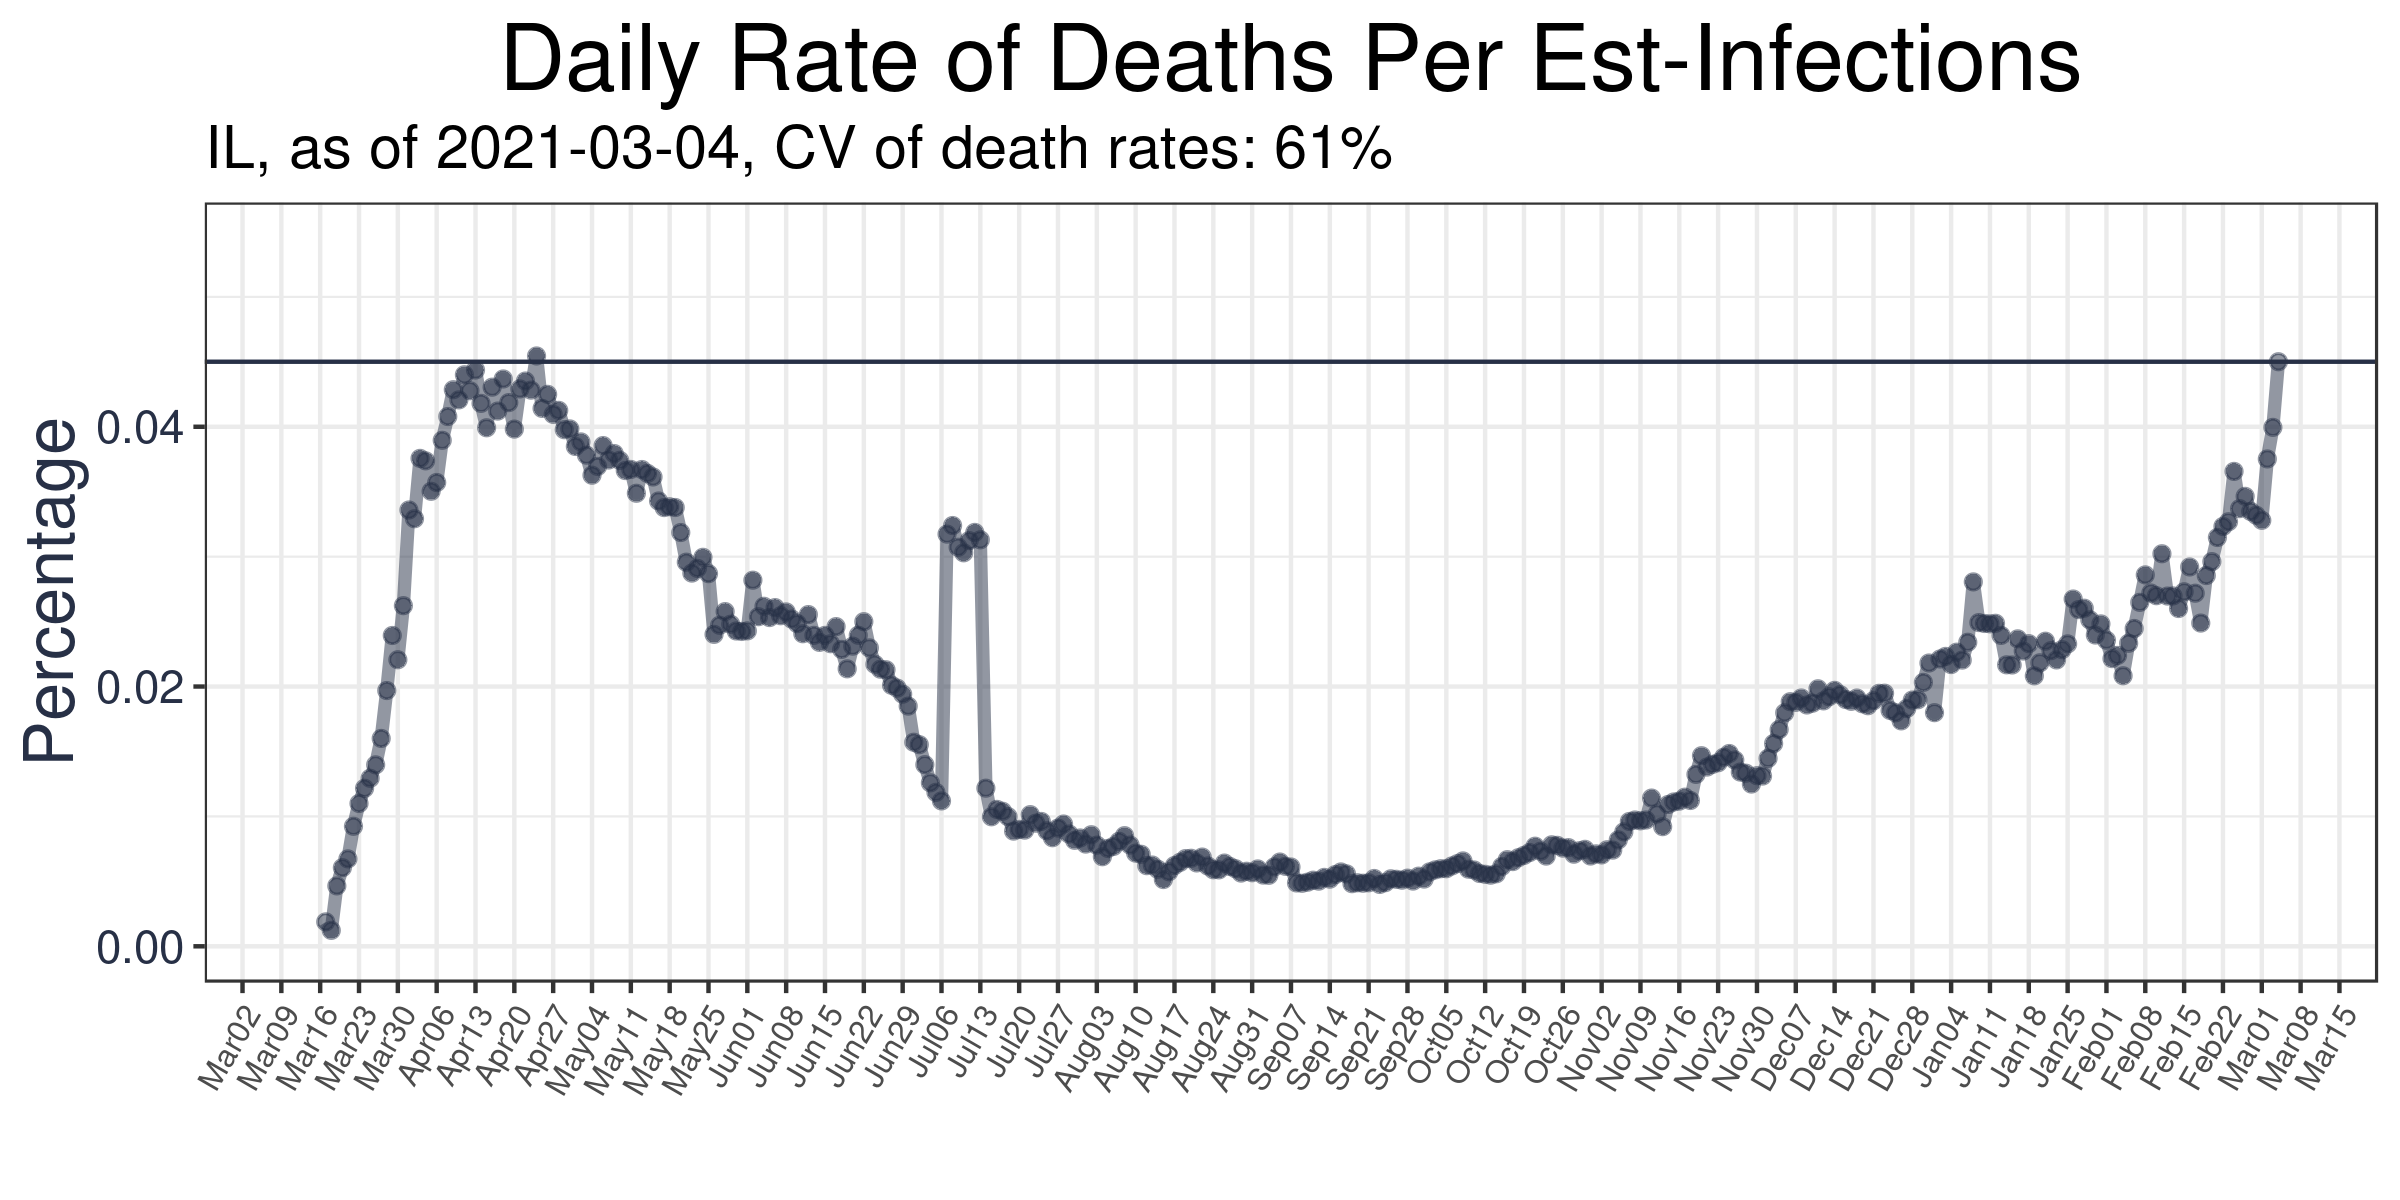 Daily Rate of Deaths Per Est-Infections
IL, as of 2021-03-04, CV of death rates: 61%
Percentage
0.04
0.02
0.00
Mar02
Mar09
Mar16
Mar23
Mar30
Apr06
Apr13
Apr20
Apr27
May04
May11
May18
May25
Jun01
Jun08
Jun15
Jun22
Jun29
Jul06
Jul13
Jul20
Jul27
Aug03
Aug10
Aug17
Aug24
Aug31
Sep07
Sep14
Sep21
Sep28
Oct05
Oct12
Oct19
Oct26
Nov02
Nov09
Nov16
Nov23
Nov30
Dec07
Dec14
Dec21
Dec28
Jan04
Jan11
Jan18
Jan25
Feb01
Feb08
Feb15
Feb22
Mar01
Mar08
Mar15